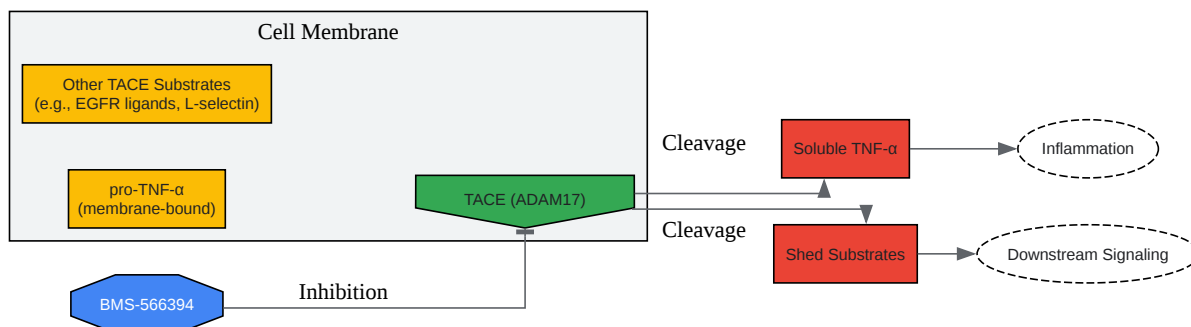 Cell Membrane
Other TACE Substrates
(e.g., EGFR ligands, L-selectin)
pro-TNF-α
(membrane-bound)
TACE (ADAM17)
Cleavage
Soluble TNF-α
Inflammation
Cleavage
Shed Substrates
Downstream Signaling
BMS-566394
Inhibition